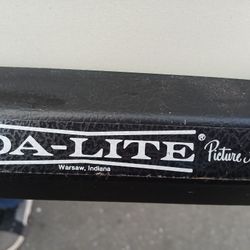 DA-LITE® Picture
Warsaw, Indiana